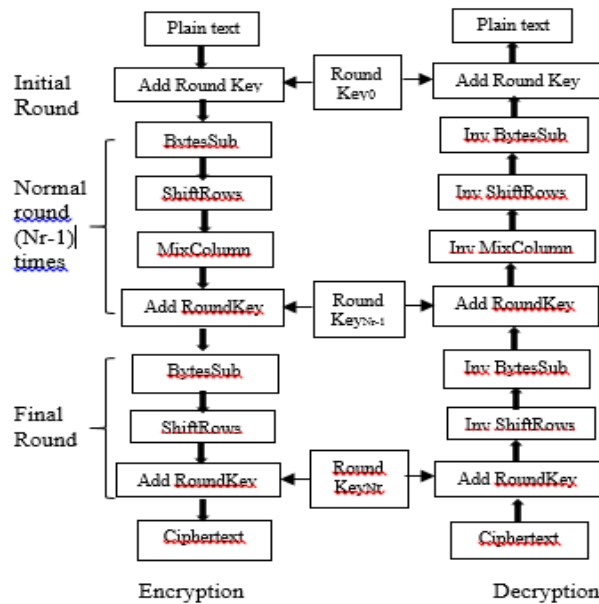 Plain text
Add Round Key
BytesSub
ShiftRows
MixColumn
Add RoundKey
BytesSub
ShiftRows
Add RoundKey
Ciphertext
Encryption
Initial
Round
Normal
round
(Nr-1)
times
Final
Round
Round
Key0
Round
KeyNr-1
Round
KeyNr
Plain text
Add Round Key
Inv BytesSub
Inv ShiftRows
Inv MixColumn
Add RoundKey
Inv BytesSub
Inv ShiftRows
Add RoundKey
Ciphertext
Decryption